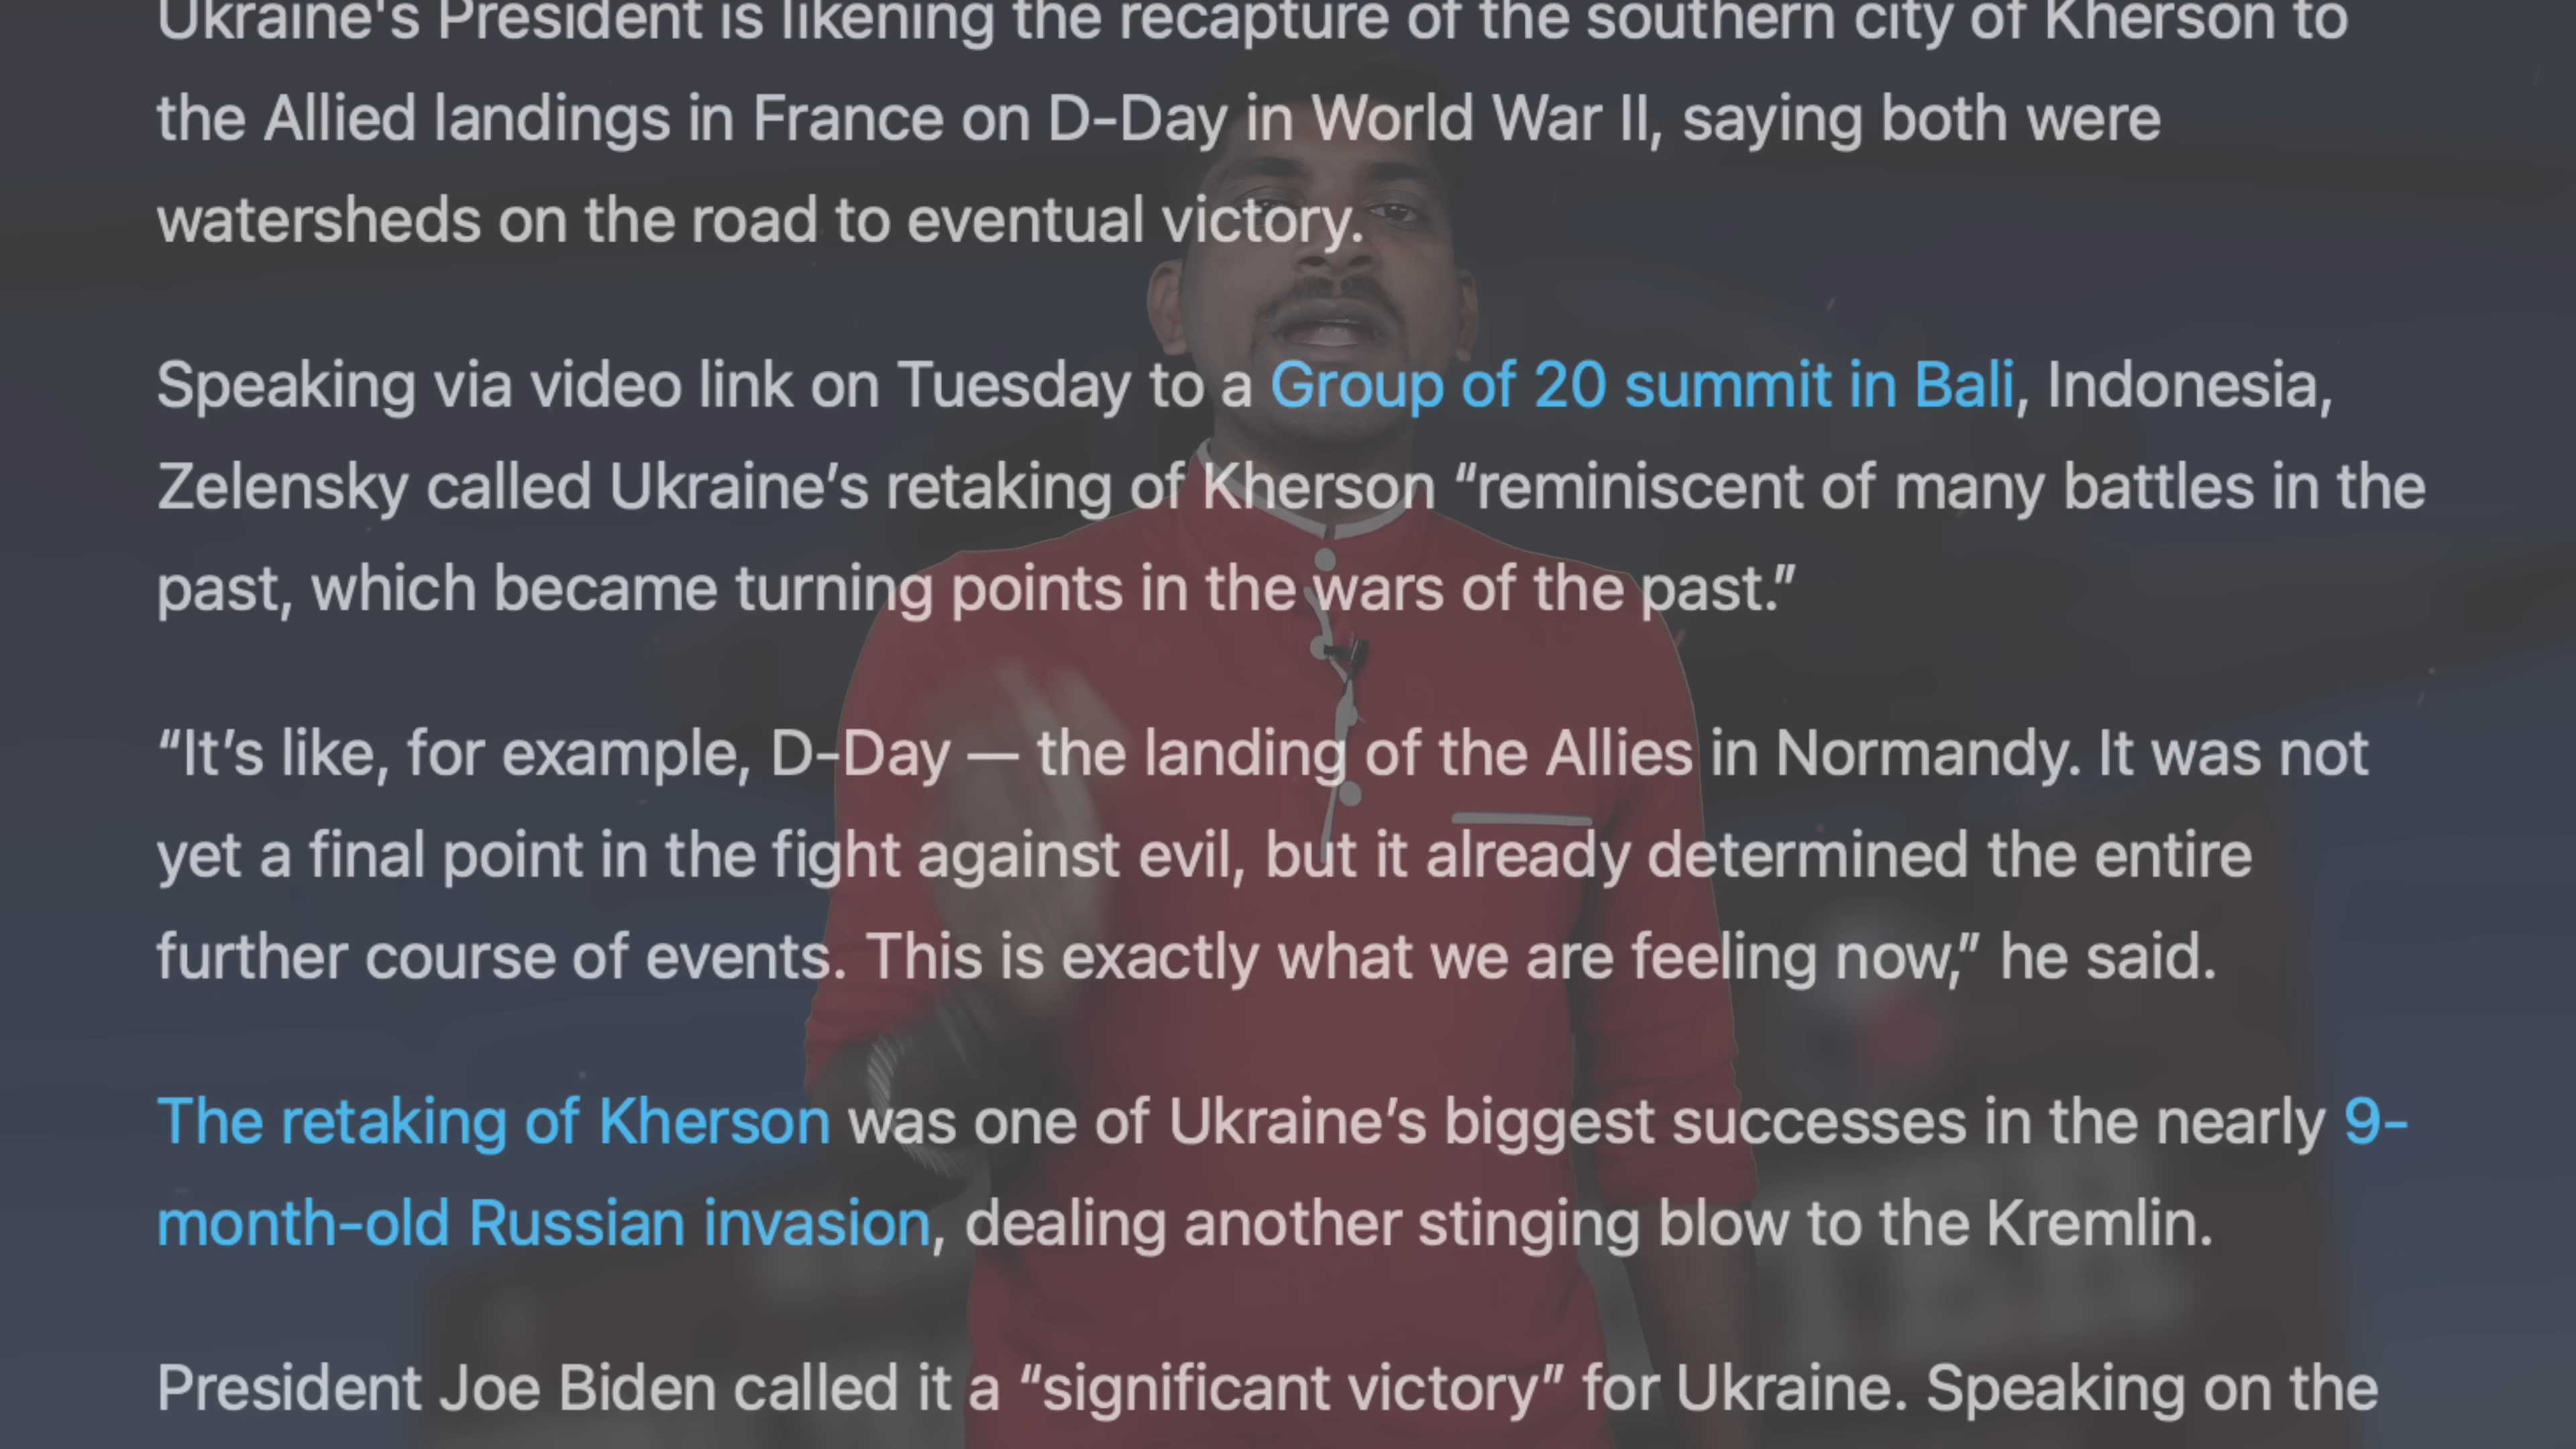 Ukraine's President is likening the recapture of the southern city of Kherson to
the Allied landings in France on D-Day in World War II, saying both were
watersheds on the road to eventual victory.
Speaking via video link on Tuesday to a Group of 20 summit in Bali, Indonesia,
Zelensky called Ukraine’s retaking of Kherson “reminiscent of many battles in the
past, which became turning points in the wars of the past.”
“It’s like, for example, D-Day — the landing of the Allies in Normandy. It was not
yet a final point in the fight against evil, but it already determined the entire
further course of events. This is exactly what we are feeling now,” he said.
The retaking of Kherson was one of Ukraine’s biggest successes in the nearly 9-
month-old Russian invasion, dealing another stinging blow to the Kremlin.
President Joe Biden called it a “significant victory” for Ukraine. Speaking on the